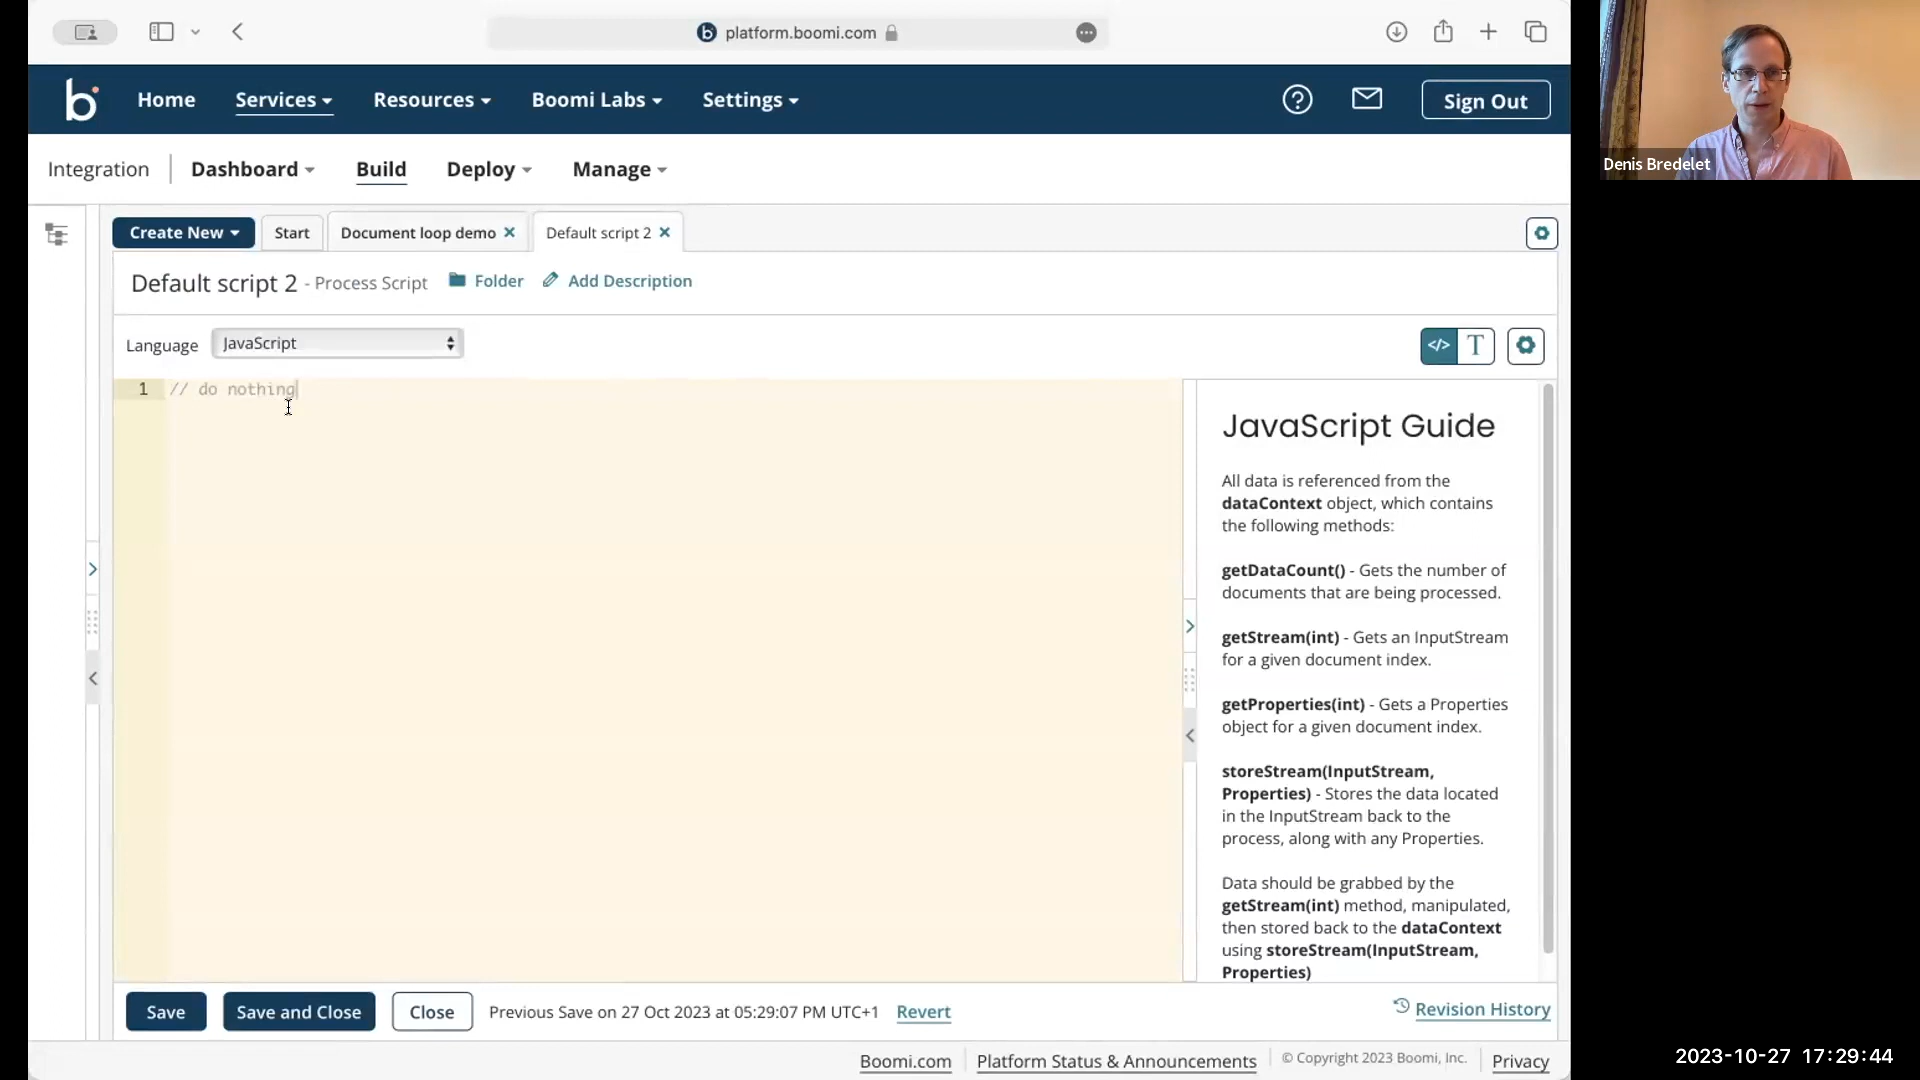 platform.boomi.com
b Home Services Resources Boomi Labs Settings Sign Out
Denis Bredelet
Integration Dashboard Build Deploy Manage
Create New Start Document loop demo Default script 2
Default script 2 - Process Script Folder Add Description
Language JavaScript </> T
1 // do nothing
JavaScript Guide
All data is referenced from the
dataContext object, which contains
the following methods:
getDataCount() - Gets the number of
documents that are being processed.
getStream(int) - Gets an InputStream
for a given document index.
getProperties(int) - Gets a Properties
object for a given document index.
storeStream(InputStream,
Properties) - Stores the data located
in the InputStream back to the
process, along with any Properties.
Data should be grabbed by the
getStream(int) method, manipulated,
then stored back to the dataContext
using storeStream(InputStream,
Properties)
Save Save and Close Close Previous Save on 27 Oct 2023 at 05:29:07 PM UTC+1 Revert Revision History
Boomi.com Platform Status & Announcements © Copyright 2023 Boomi, Inc. Privacy
2023-10-27 17:29:44